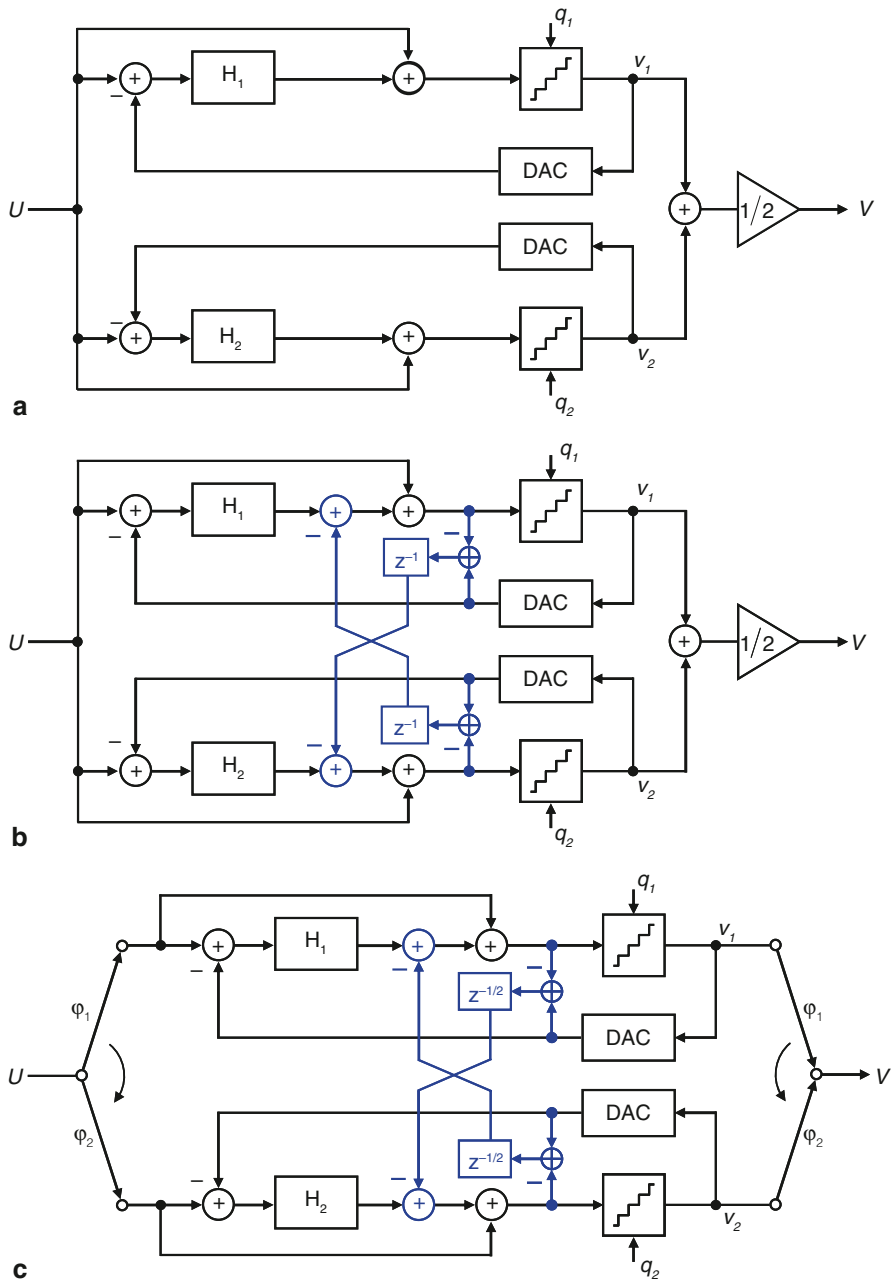 q₁
H₁
v₁
DAC
U
1/2
V
DAC
H₂
v₂
q₂
a
q₁
H₁
v₁
z⁻¹
DAC
U
1/2
V
DAC
z⁻¹
H₂
v₂
q₂
b
q₁
H₁
v₁
φ₁
z⁻¹/²
φ₁
DAC
U
V
φ₂
DAC
φ₂
z⁻¹/²
H₂
v₂
q₂
c